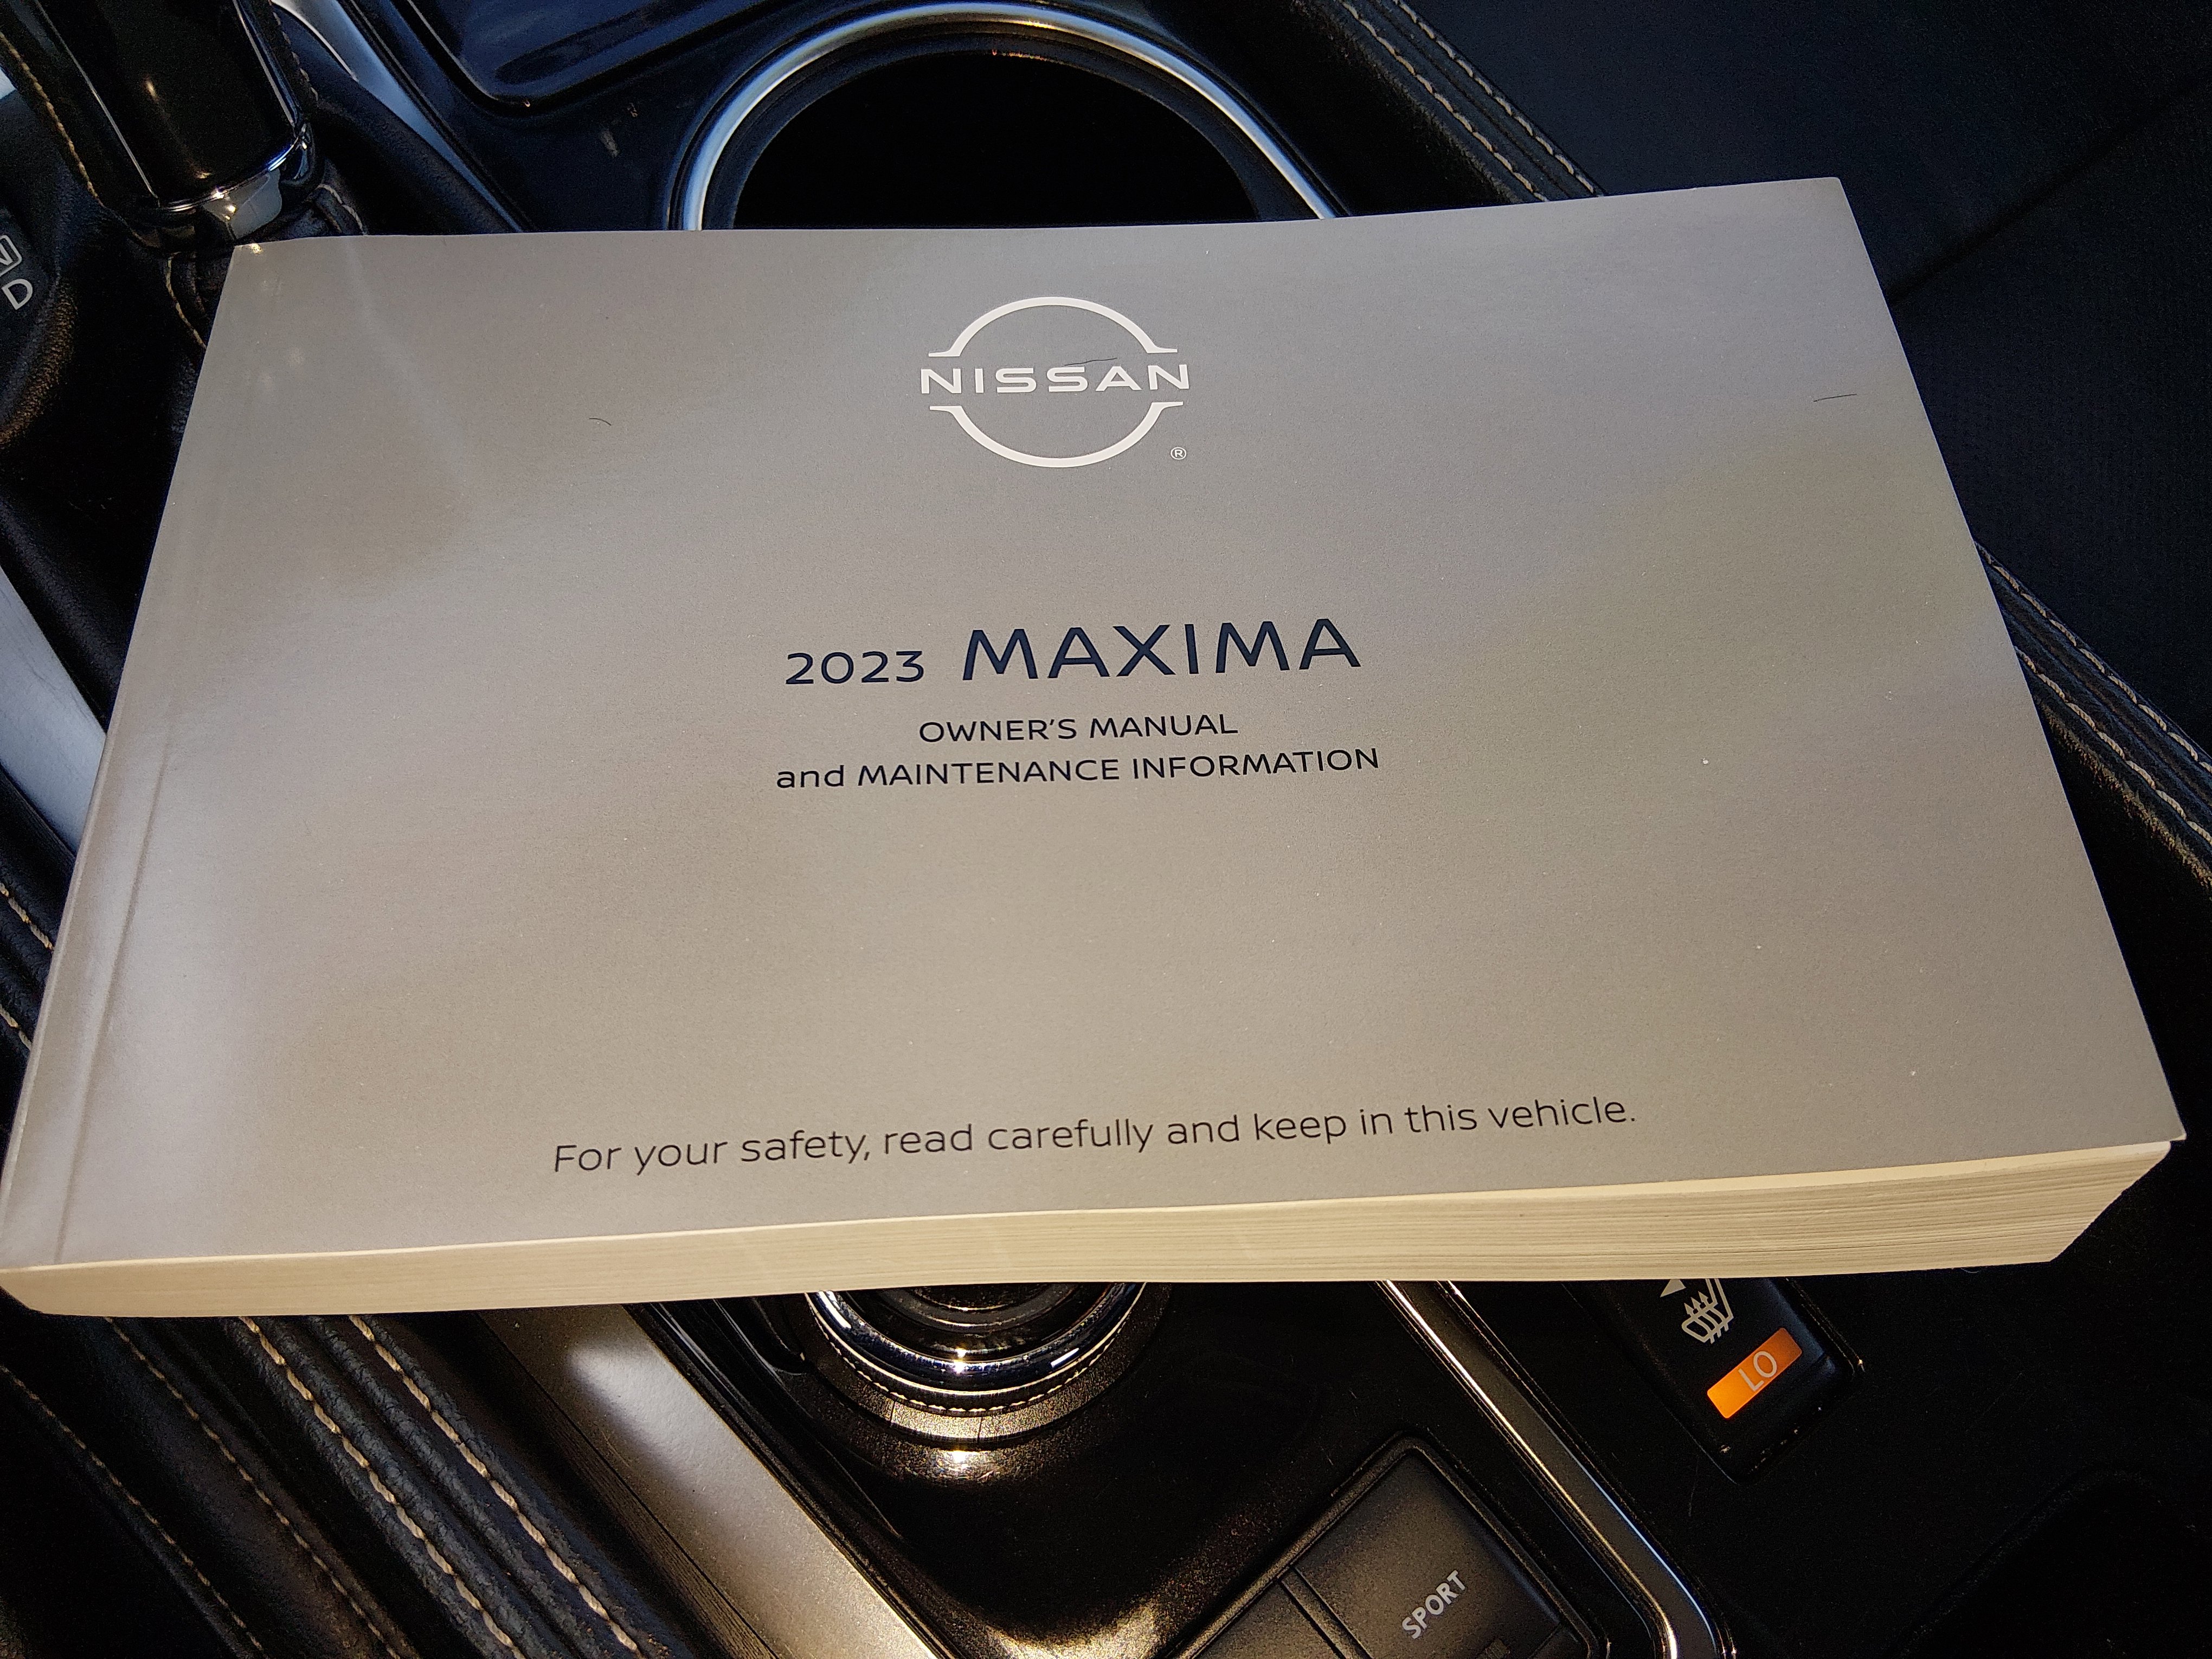 N
D
NISSAN
®
2023 MAXIMA
OWNER'S MANUAL
and MAINTENANCE INFORMATION
For your safety, read carefully and keep in this vehicle.
LO
SPORT